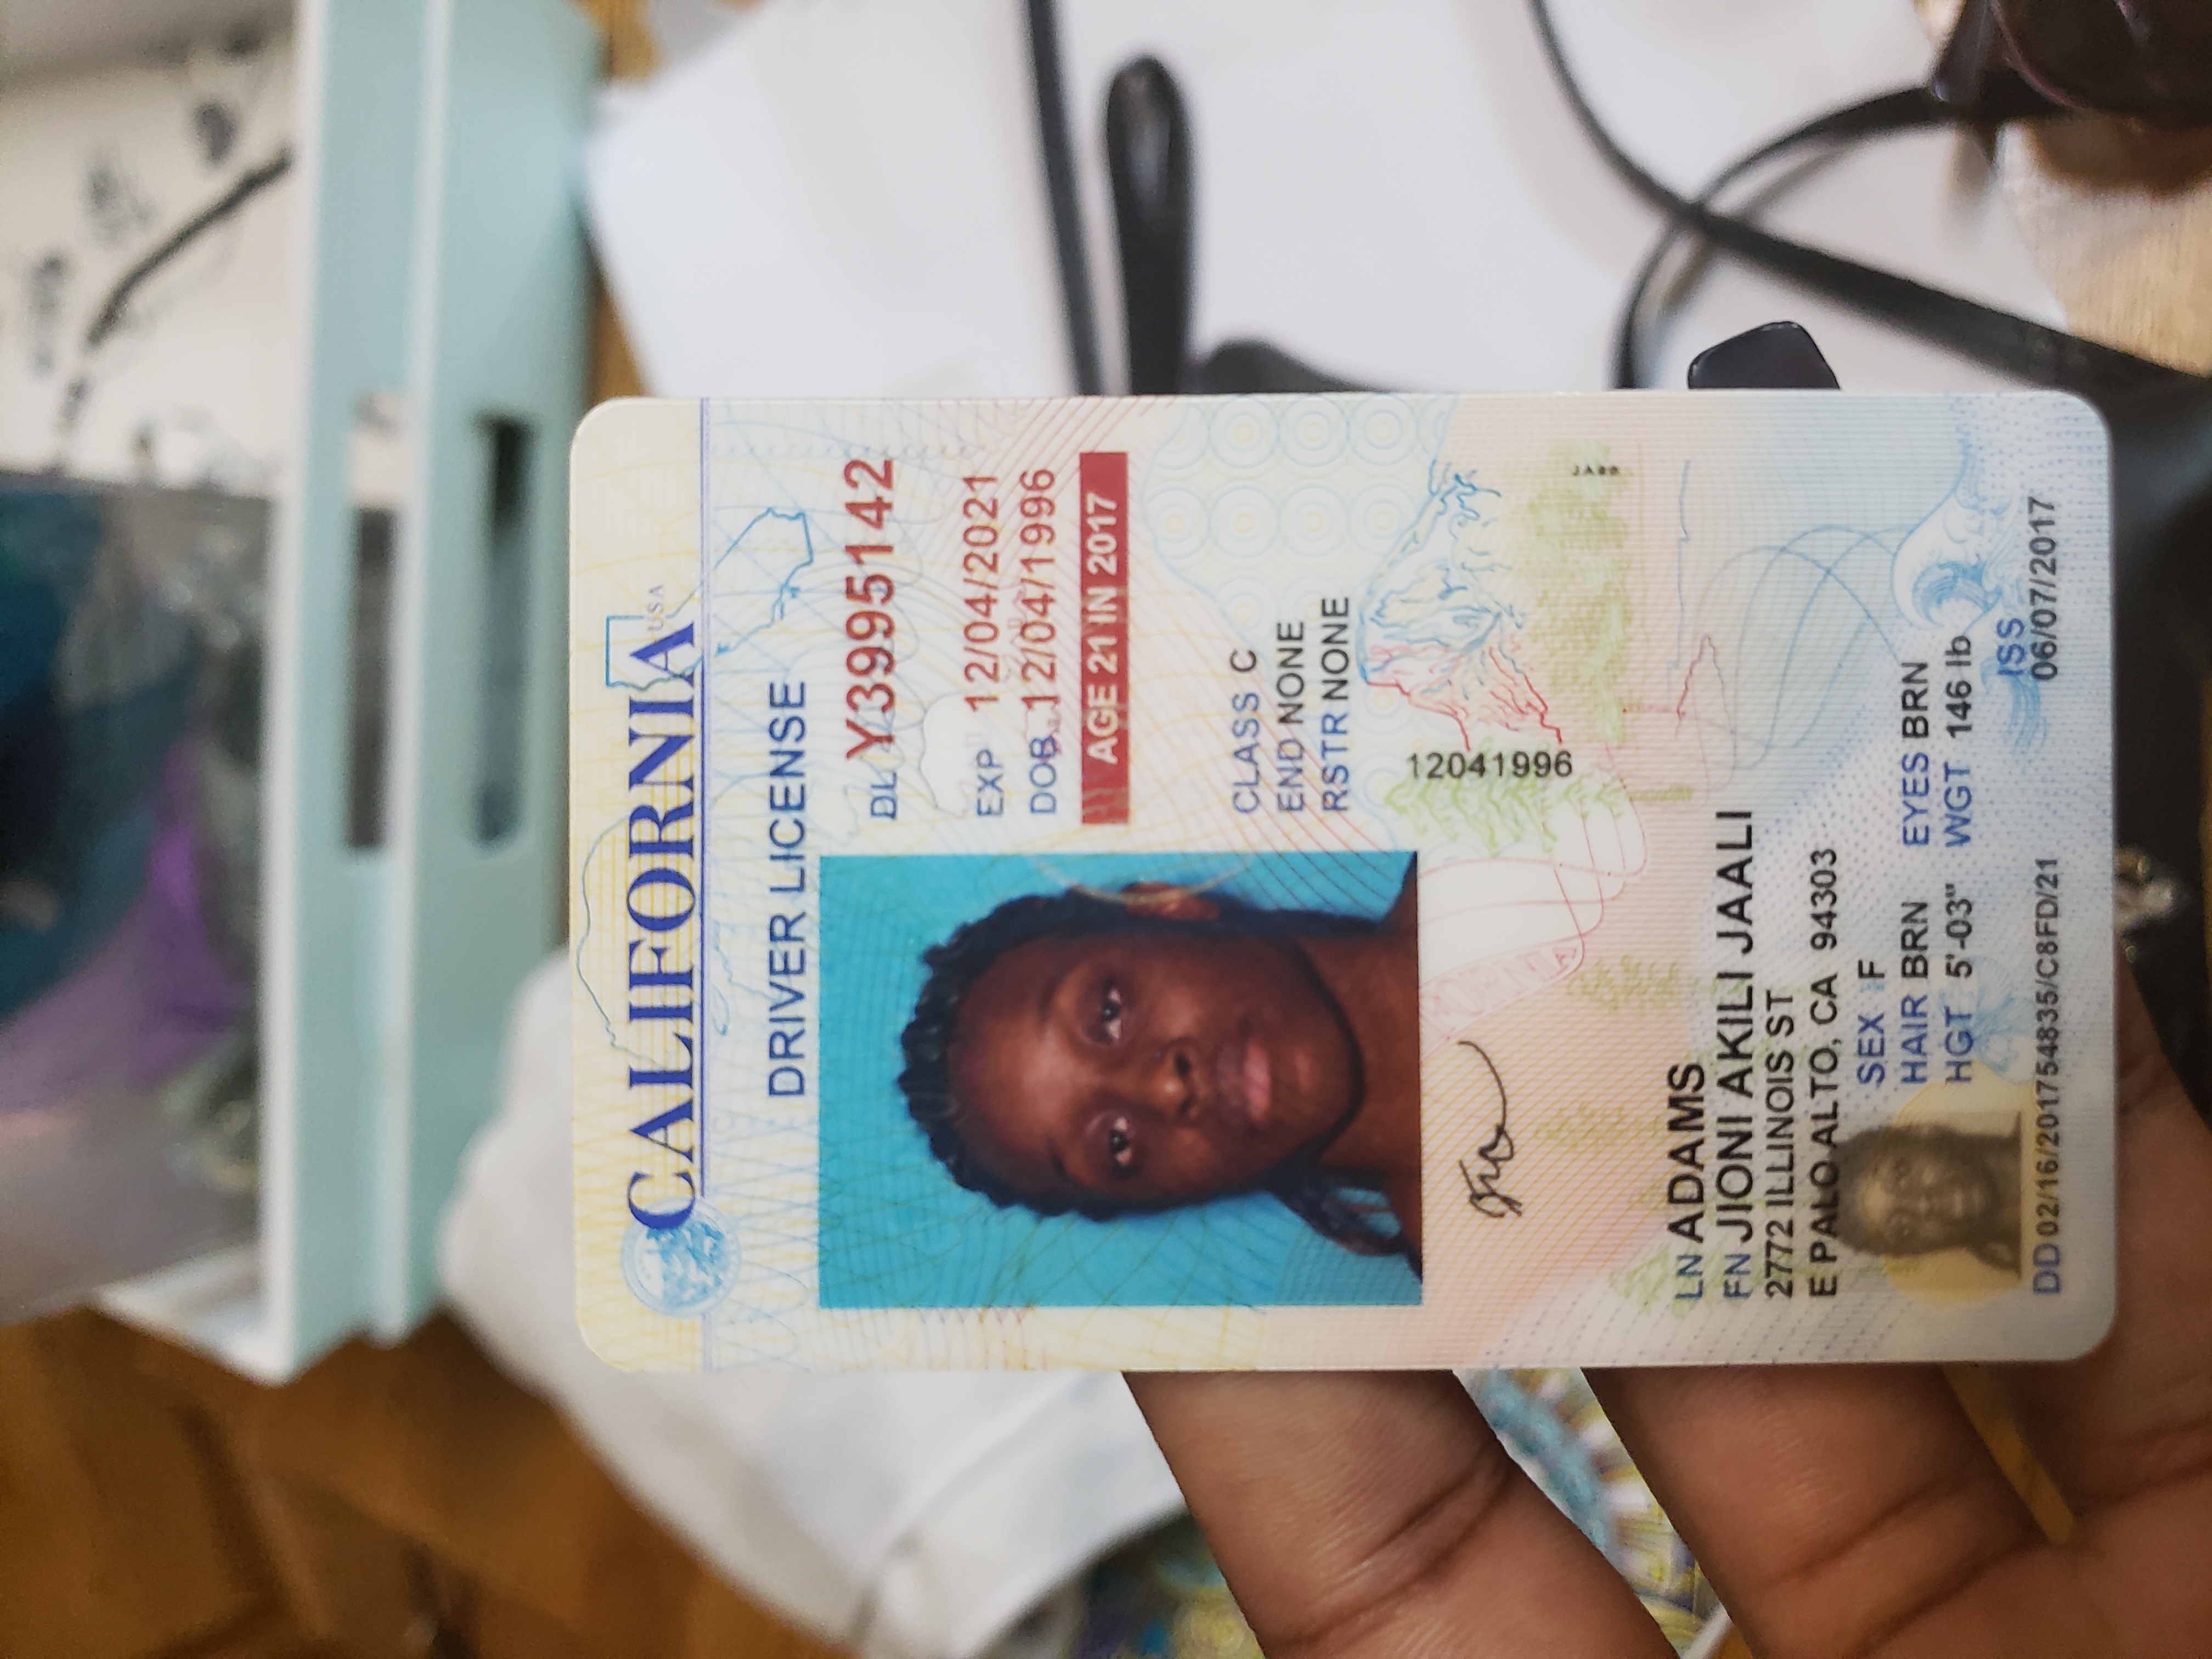 CALIFORNIA USA
DRIVER LICENSE
DL Y3995142
EXP 12/04/2021
DOB 12/04/1996
AGE 21 IN 2017
CLASS C
END NONE
RSTR NONE
12041996
LN ADAMS
FN JIONI AKILI JAALI
2772 ILLINOIS ST
E PALO ALTO, CA 94303
SEX F
HAIR BRN EYES BRN
HGT 5'-03" WGT 146 lb
ISS
DD 02/16/201754835/C8FD/21 06/07/2017